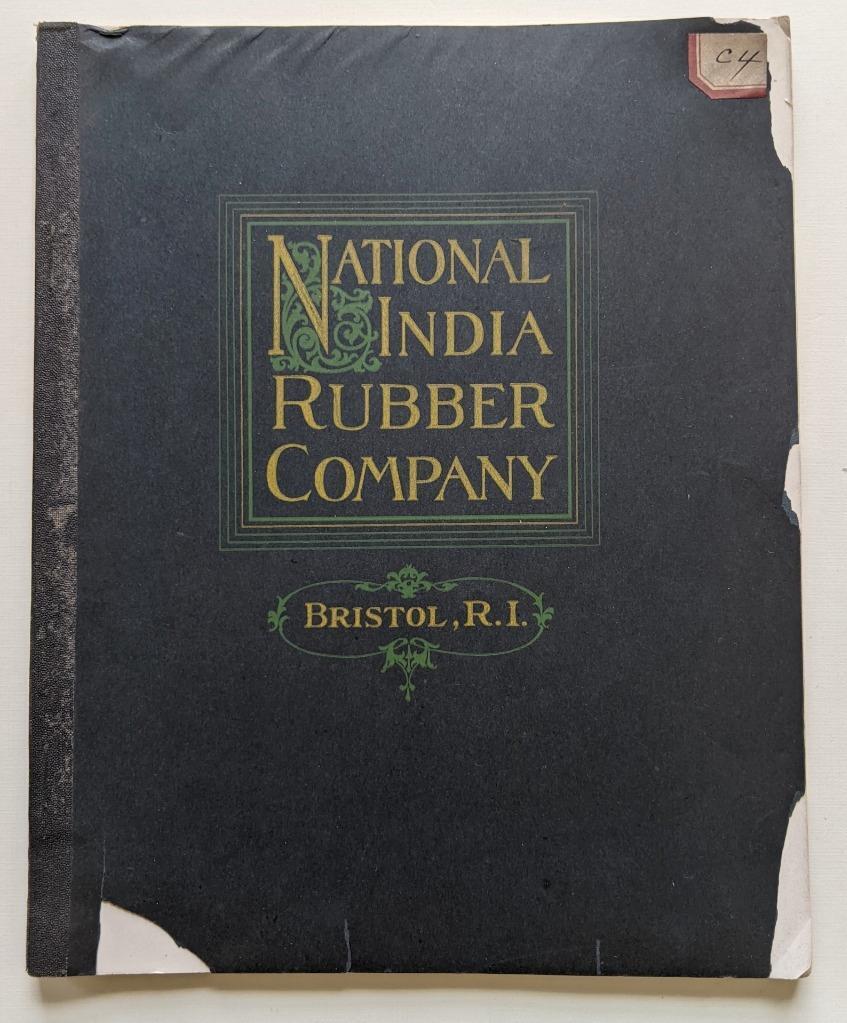 C4
NATIONAL
INDIA
RUBBER
COMPANY
BRISTOL, R.I.